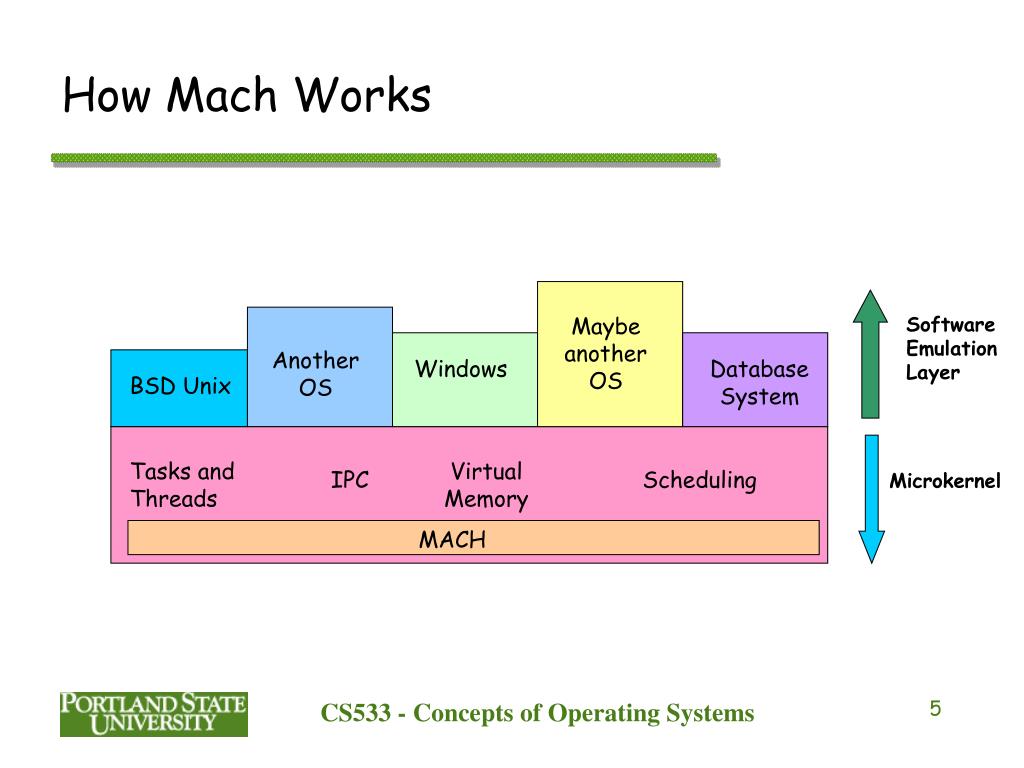 How Mach Works
BSD Unix
Another
OS
Windows
Maybe
another
OS
Database
System
Software
Emulation
Layer
Tasks and
Threads
IPC
Virtual
Memory
Scheduling
Microkernel
MACH
PORTLAND STATE
UNIVERSITY
CS533 - Concepts of Operating Systems
5